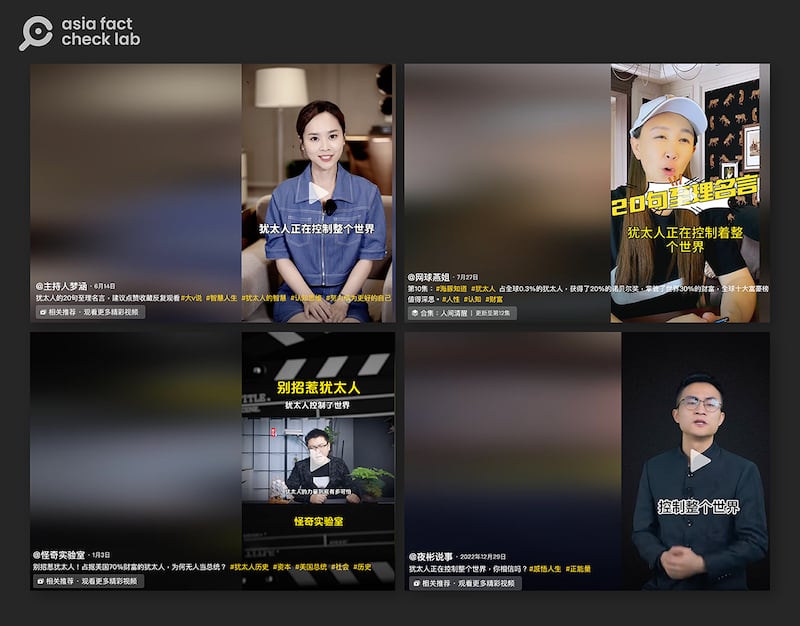 asia fact
check lab
犹太人正在控制整个世界
@主持人梦涵 · 6月14日
犹太人的20句至理名言，建议点赞收藏反复观看#大v说 #智慧人生 #犹太人的智慧 #认知思维 #努力成为更好的自己
相关推荐 · 观看更多精彩视频
20句至理名言
犹太人正在控制着整
个世界
@网球燕姐 · 7月27日
第10集： #海豚知道 #犹太人 占全球0.3%的犹太人，获得了20%的诺贝尔奖，掌管了世界30%的财富，全球十大富豪榜
值得深思 · #人性 #认知 #财富
合集：人间清醒 | 更新至第12集
别招惹犹太人
犹太人控制了世界
犹太人的力量到底有多可怕
怪奇实验室
@怪奇实验室 · 1月3日
别招惹犹太人！占据美国70%财富的犹太人，为何无人当总统？ #犹太人历史 #资本 #美国总统 #社会 #历史
相关推荐 · 观看更多精彩视频
控制整个世界
@夜彬说事 · 2022年12月29日
犹太人正在控制整个世界，你相信吗？ #感悟人生 #正能量
相关推荐 · 观看更多精彩视频